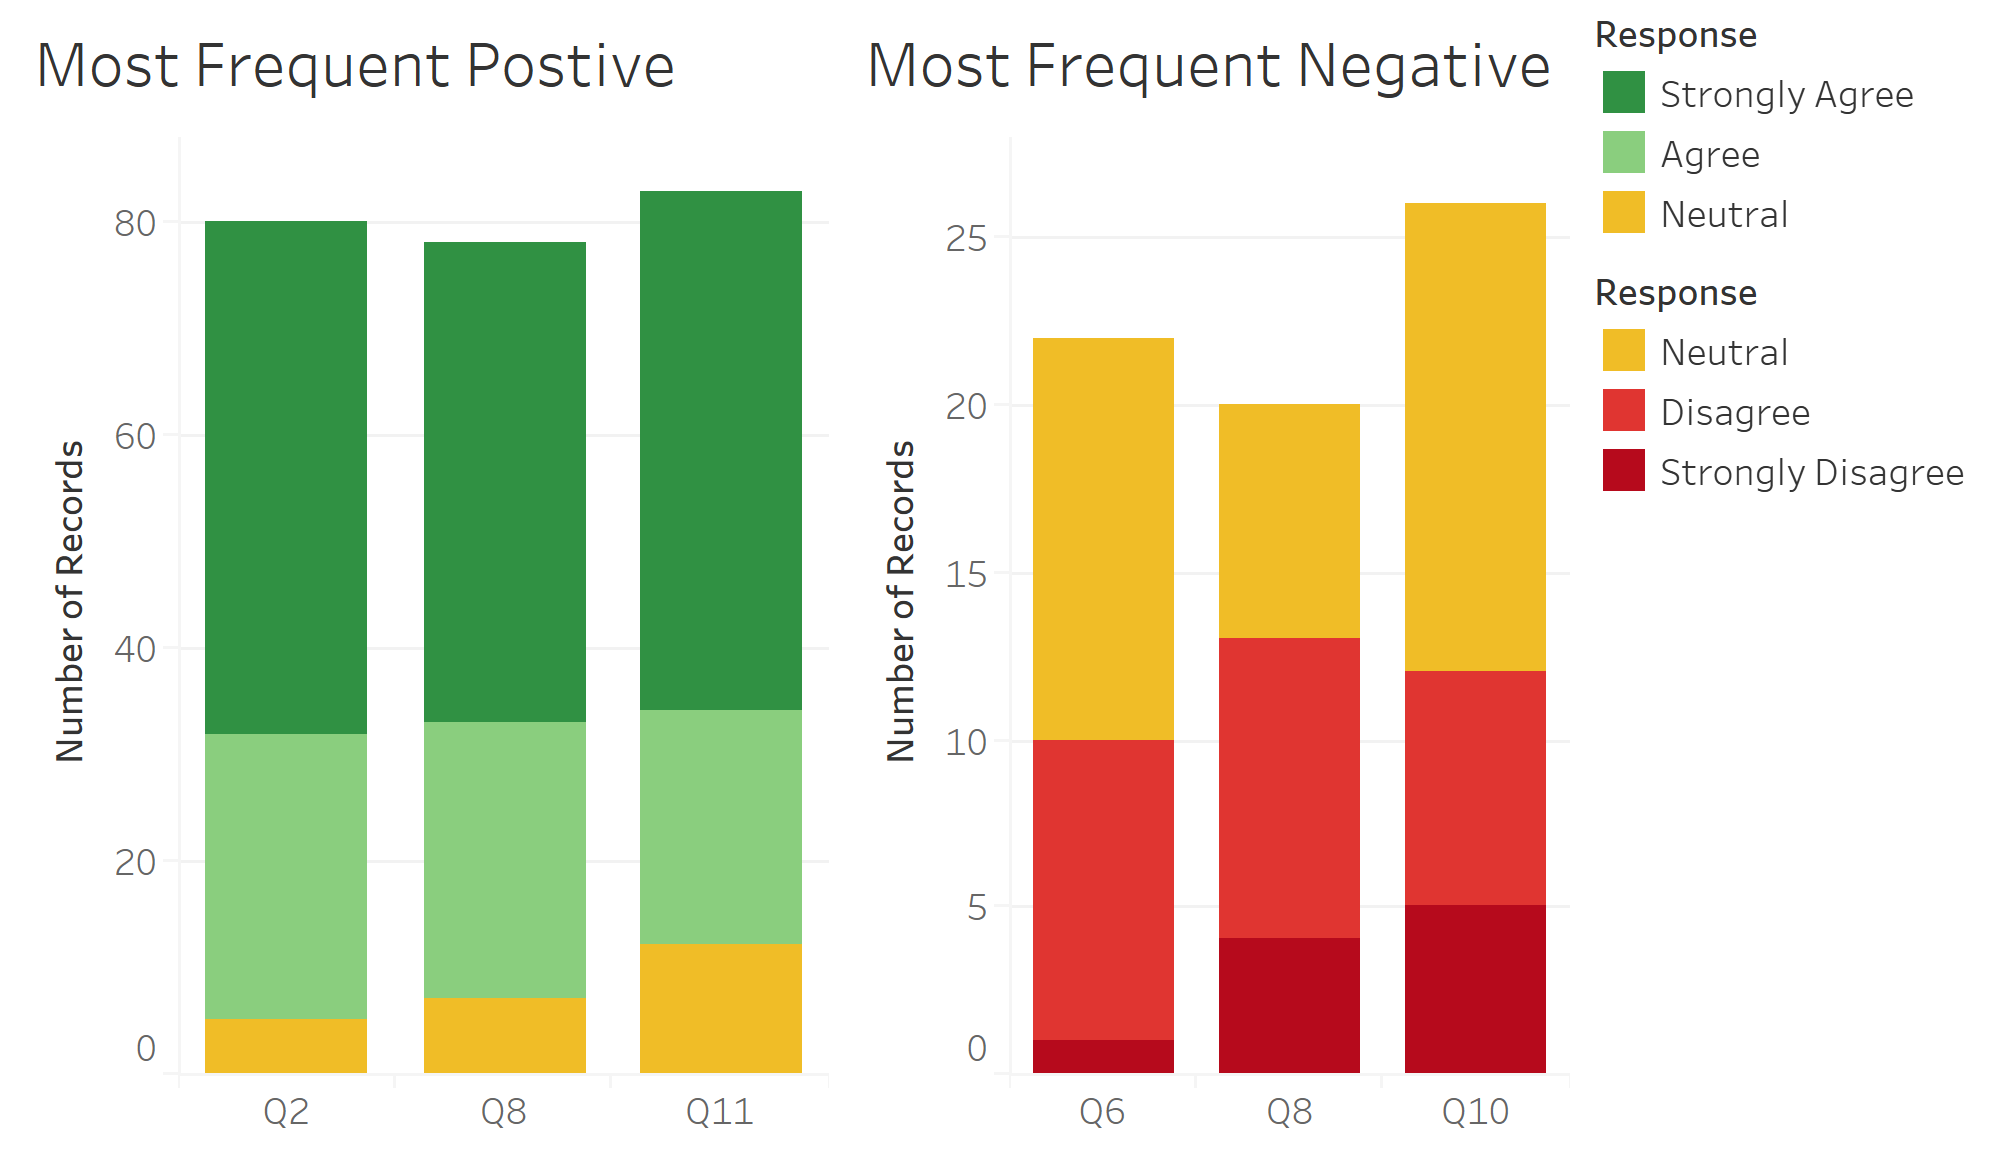 Most Frequent Postive
Number of Records
80
60
40
20
0
Q2
Q8
Q11
Most Frequent Negative
Number of Records
25
20
15
10
5
0
Q6
Q8
Q10
Response
Strongly Agree
Agree
Neutral
Response
Neutral
Disagree
Strongly Disagree